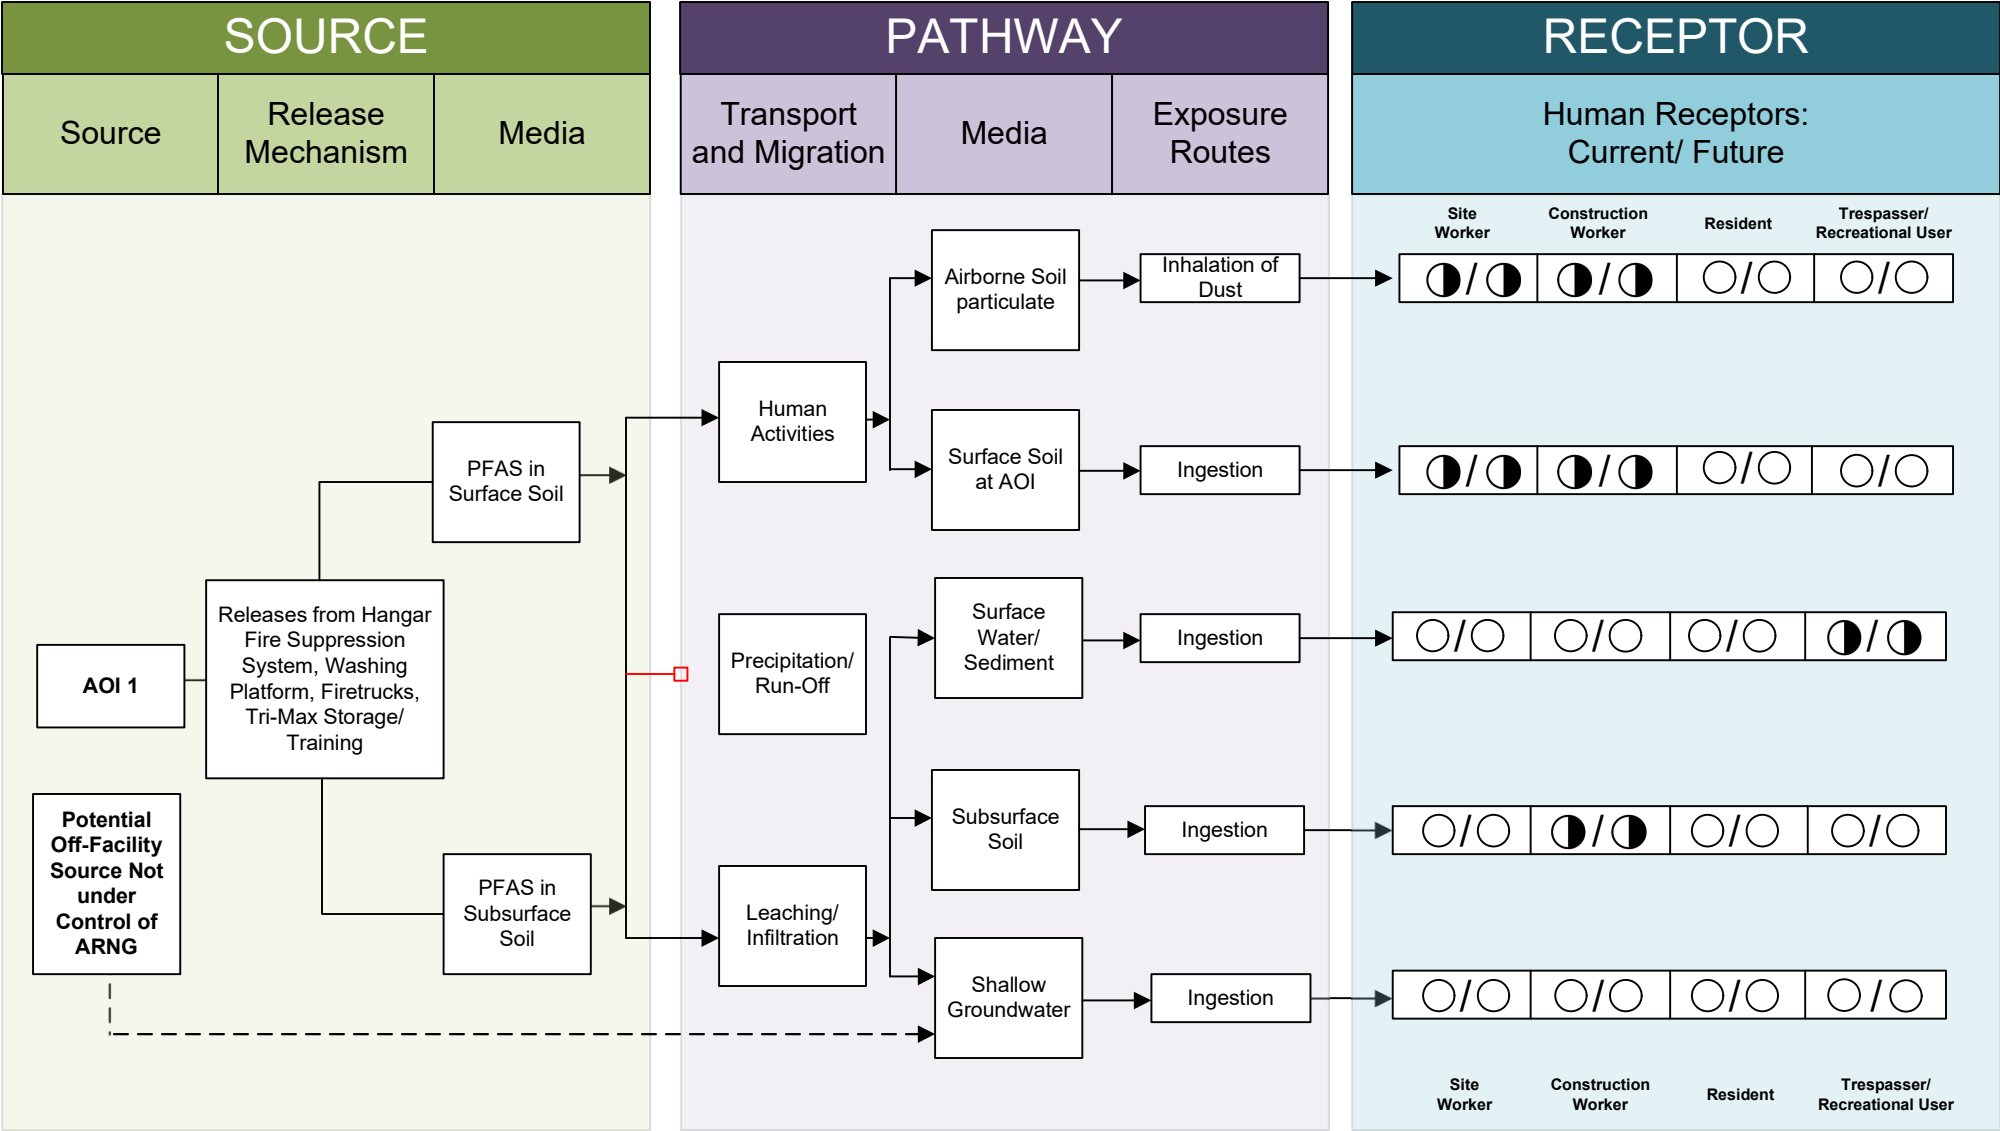 SOURCE
PATHWAY
RECEPTOR
Source
Release
Mechanism
Media
Transport
and Migration
Media
Exposure
Routes
Human Receptors:
Current/ Future
Site
Worker
Construction
Worker
Resident
Trespasser/
Recreational User
Airborne Soil
particulate
Inhalation of
Dust
/
/
/
/
Human
Activities
PFAS in
Surface Soil
Surface Soil
at AOI
Ingestion
/
/
/
/
AOI 1
Releases from Hangar
Fire Suppression
System, Washing
Platform, Firetrucks,
Tri-Max Storage/
Training
Precipitation/
Run-Off
Surface
Water/
Sediment
Ingestion
/
/
/
/
Potential
Off-Facility
Source Not
under
Control of
ARNG
Subsurface
Soil
Ingestion
/
/
/
/
PFAS in
Subsurface
Soil
Leaching/
Infiltration
Shallow
Groundwater
Ingestion
/
/
/
/
Site
Worker
Construction
Worker
Resident
Trespasser/
Recreational User